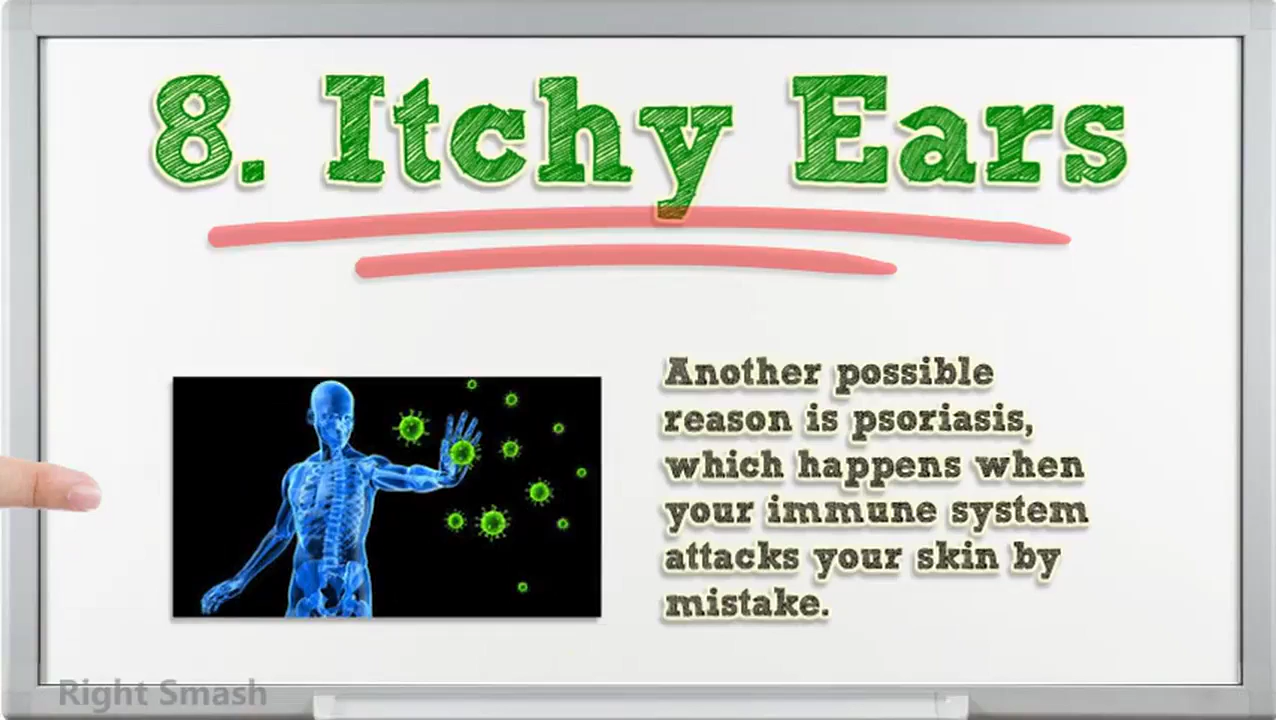 8. Itchy Ears
Another possible
reason is psoriasis,
which happens when
your immune system
attacks your skin by
mistake.
Right Smash